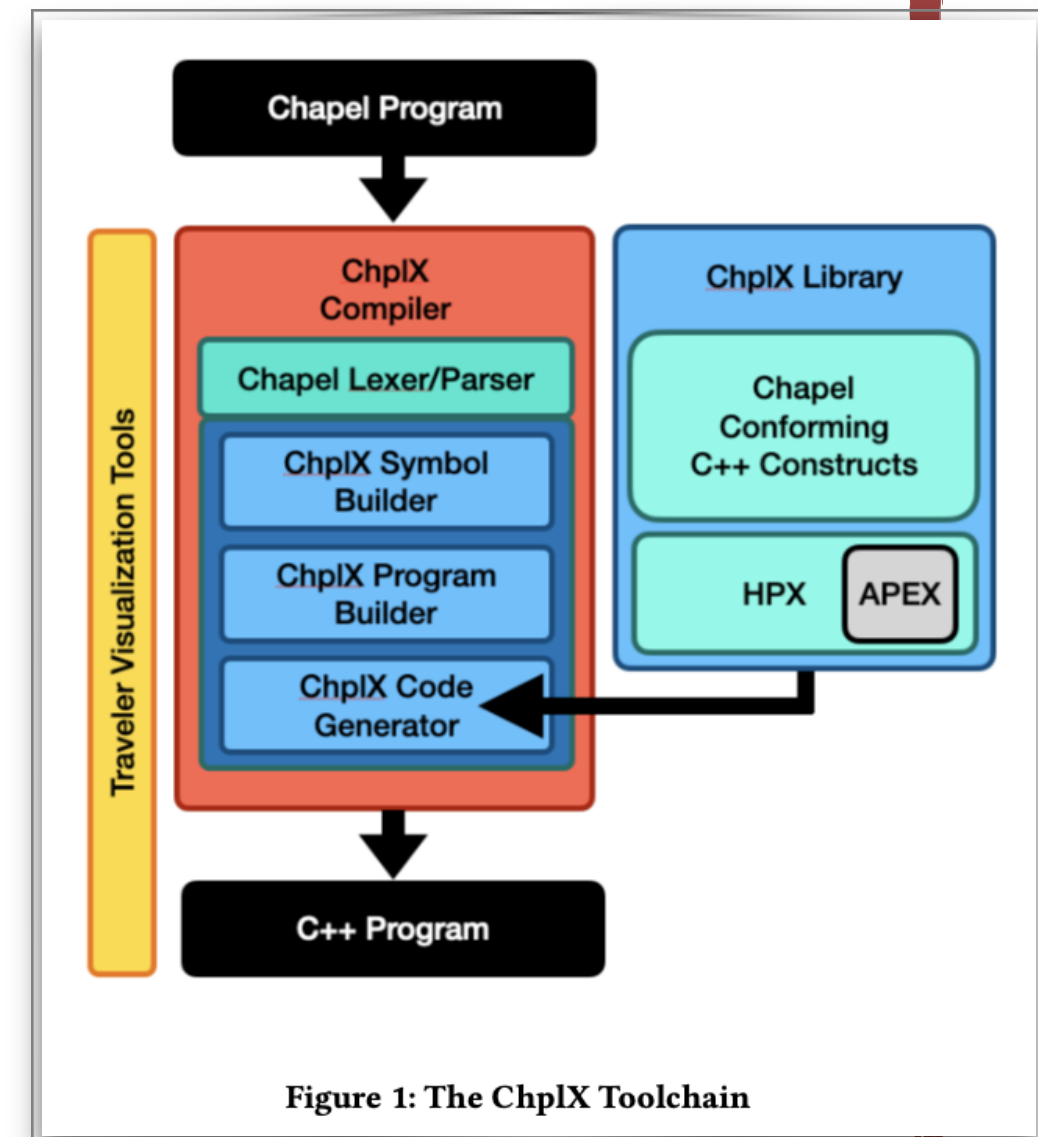 Chapel Program
Traveler Visualization Tools
ChplX
Compiler
Chapel Lexer/Parser
ChplX Symbol
Builder
ChplX Program
Builder
ChplX Code
Generator
ChplX Library
Chapel
Conforming
C++ Constructs
HPX
APEX
C++ Program
Figure 1: The ChplX Toolchain